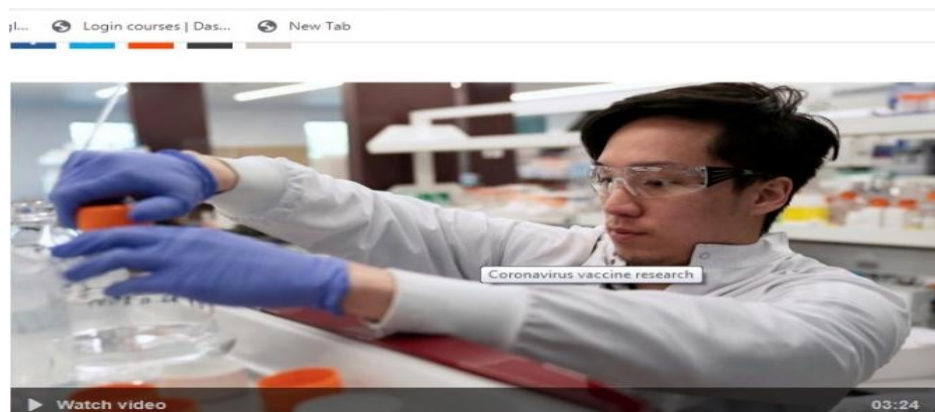 Login courses | Das...
New Tab
Coronavirus vaccine research
Watch video
03:24